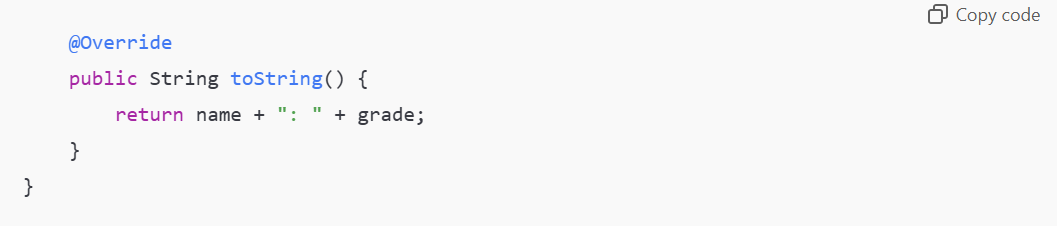 Copy code
@Override
public String toString() {
return name + ": " + grade;
}
}